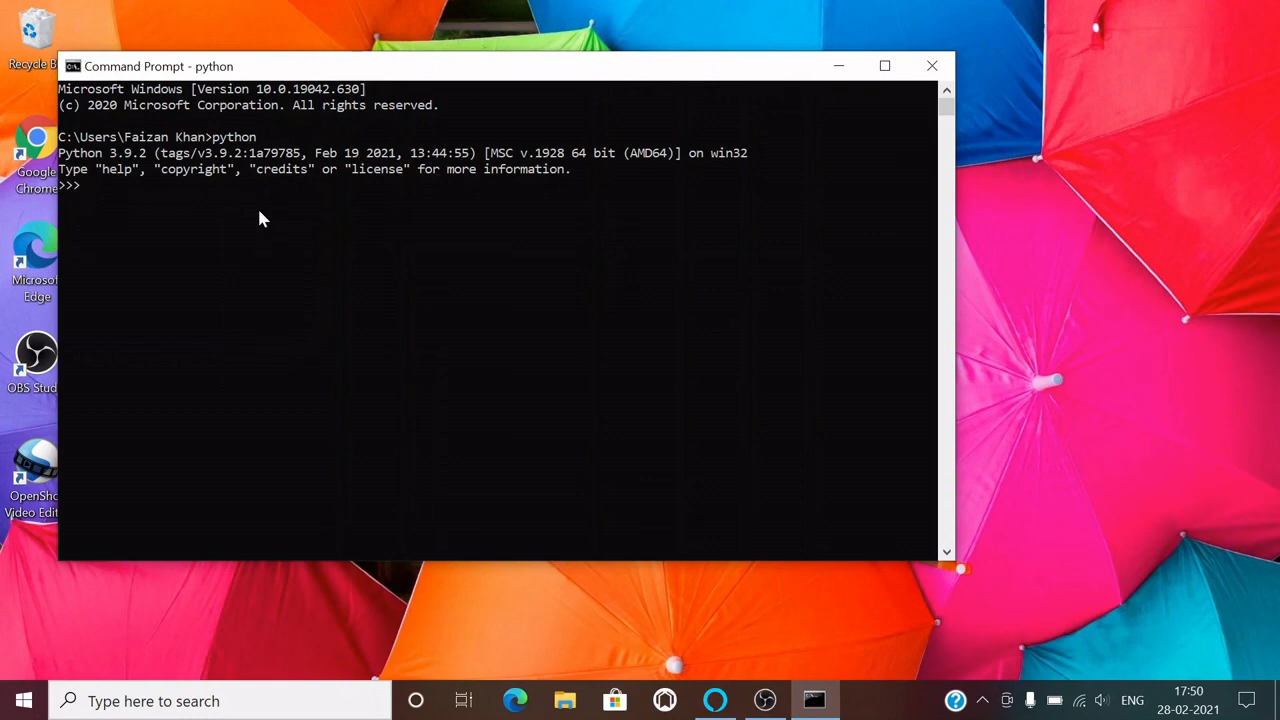 Recycle B
Command Prompt - python
Microsoft Windows [Version 10.0.19042.630]
(c) 2020 Microsoft Corporation. All rights reserved.
C:\Users\Faizan Khan>python
Python 3.9.2 (tags/v3.9.2:1a79785, Feb 19 2021, 13:44:55) [MSC v.1928 64 bit (AMD64)] on win32
Type "help", "copyright", "credits" or "license" for more information.
>>>
Google
Chrome
Microsof
Edge
OBS Stud
OpenSho
Video Edit
Type here to search
ENG
17:50
28-02-2021